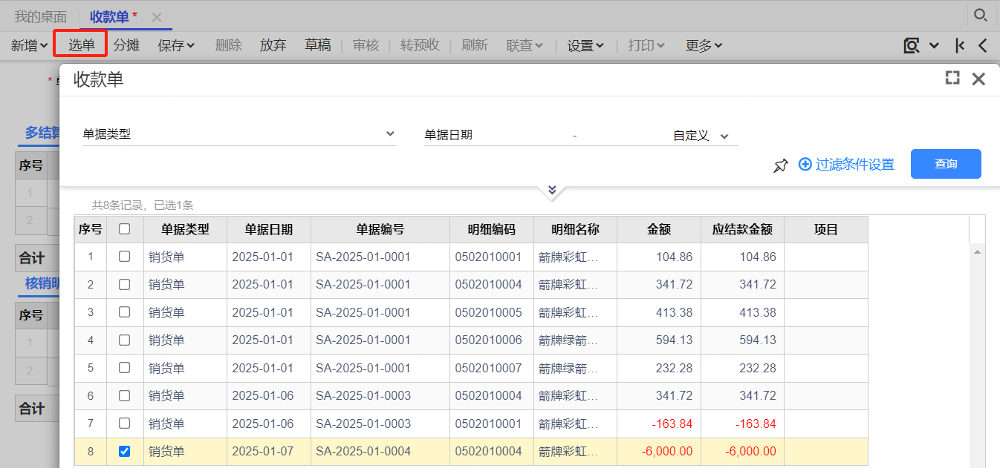 我的桌面 收款单 *
新增 选单 分摊 保存 删除 放弃 草稿 审核 转预收 刷新 联查 设置 打印 更多
*
收款单
单据类型 单据日期 - 自定义
过滤条件设置 查询
多结算
序号
1
2
合计
核销明
序号
1
2
合计
共8条记录，已选1条
序号 单据类型 单据日期 单据编号 明细编码 明细名称 金额 应结款金额 项目
1 销货单 2025-01-01 SA-2025-01-0001 0502010001 箭牌彩虹... 104.86 104.86
2 销货单 2025-01-01 SA-2025-01-0001 0502010004 箭牌彩虹... 341.72 341.72
3 销货单 2025-01-01 SA-2025-01-0001 0502010005 箭牌彩虹... 413.38 413.38
4 销货单 2025-01-01 SA-2025-01-0001 0502010006 箭牌绿箭... 594.13 594.13
5 销货单 2025-01-01 SA-2025-01-0001 0502010007 箭牌绿箭... 232.28 232.28
6 销货单 2025-01-06 SA-2025-01-0003 0502010004 箭牌彩虹... 341.72 341.72
7 销货单 2025-01-06 SA-2025-01-0003 0502010001 箭牌彩虹... -163.84 -163.84
8 销货单 2025-01-07 SA-2025-01-0004 0502010004 箭牌彩虹... -6,000.00 -6,000.00